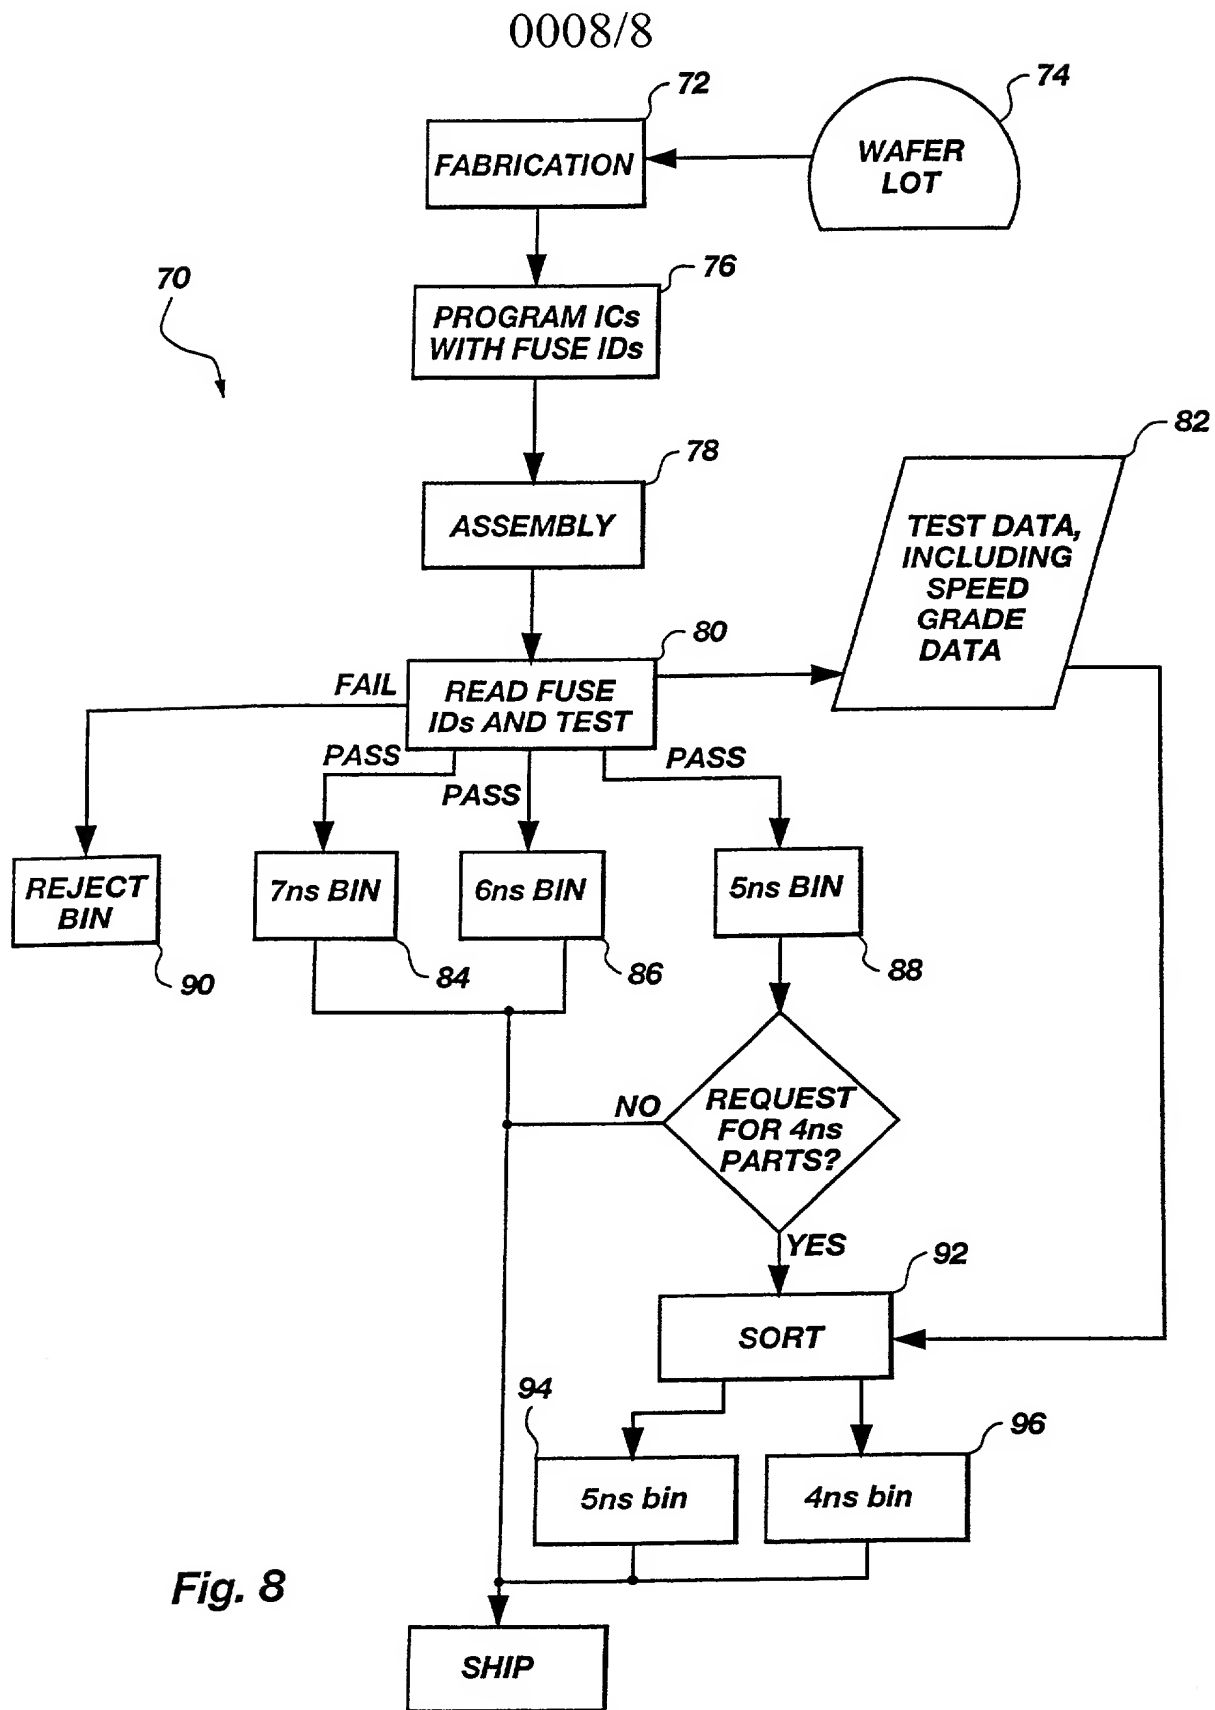 0008/8
72
74
FABRICATION
WAFER
LOT
70
76
PROGRAM ICs
WITH FUSE IDs
78
82
ASSEMBLY
TEST DATA,
INCLUDING
SPEED
GRADE
DATA
80
FAIL
READ FUSE
IDs AND TEST
PASS
PASS
PASS
REJECT
BIN
7ns BIN
6ns BIN
5ns BIN
90
84
86
88
NO
REQUEST
FOR 4ns
PARTS?
YES
92
SORT
94
96
5ns bin
4ns bin
Fig. 8
SHIP